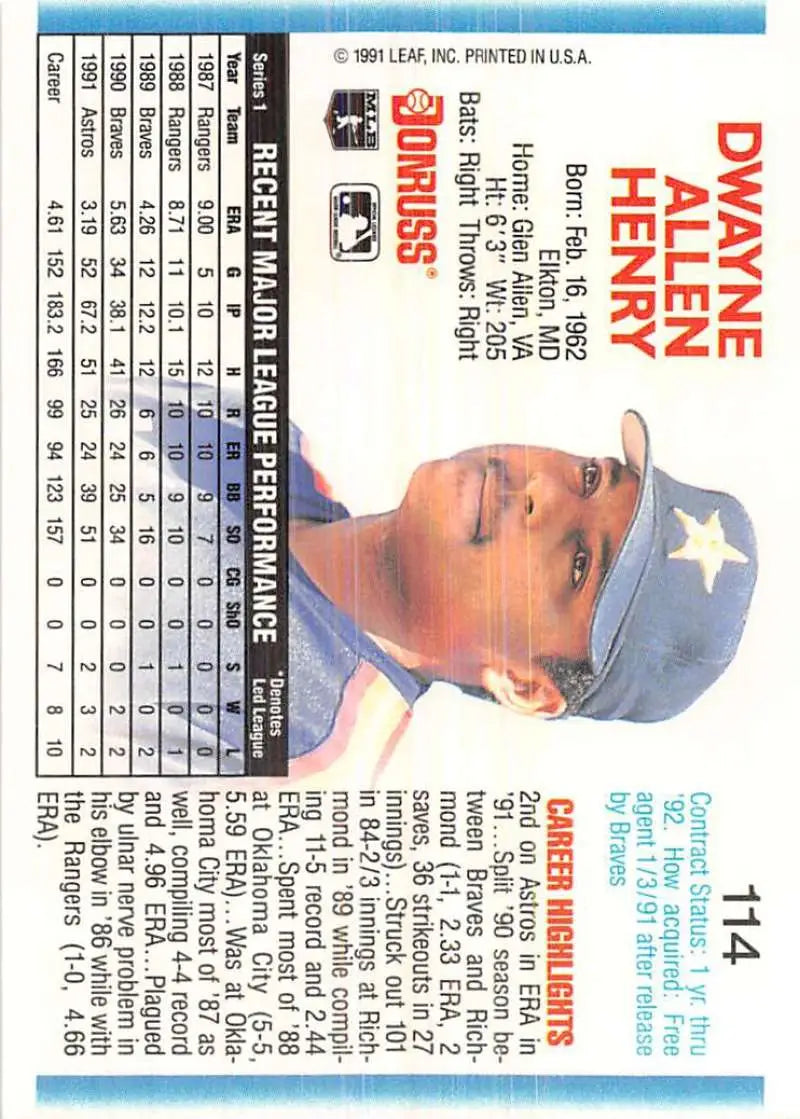 DWAYNE
ALLEN
HENRY
Born: Feb. 16, 1962
Elkton, MD
Home: Glen Allen, VA
Ht: 6'3" Wt: 205
Bats: Right Throws: Right
DONRUSS®
MLB
© 1991 LEAF, INC. PRINTED IN U.S.A.
114
Contract Status: 1 yr. thru
'92. How acquired: Free
agent 1/3/91 after release
by Braves
CAREER HIGHLIGHTS
2nd on Astros in ERA in
'91...Split '90 season be-
tween Braves and Rich-
mond (1-1, 2.33 ERA, 2
saves, 36 strikeouts in 27
innings)...Struck out 101
in 84-2/3 innings at Rich-
mond in '89 while compil-
ing 11-5 record and 2.44
ERA...Spent most of '88
at Oklahoma City (5-5,
5.59 ERA)...Was at Okla-
homa City most of '87 as
well, compiling 4-4 record
and 4.96 ERA...Plagued
by ulnar nerve problem in
his elbow in '86 while with
the Rangers (1-0, 4.66
ERA).
Series 1 RECENT MAJOR LEAGUE PERFORMANCE *Denotes
Led League
Year Team ERA G IP H R ER BB SO CG ShO S W L
1987 Rangers 9.00 5 10 12 10 10 9 7 0 0 0 0 0
1988 Rangers 8.71 11 10.1 15 10 10 9 10 0 0 1 0 1
1989 Braves 4.26 12 12.2 12 6 6 5 16 0 0 1 0 2
1990 Braves 5.63 34 38.1 41 26 24 25 34 0 0 0 2 2
1991 Astros 3.19 52 67.2 51 25 24 39 51 0 0 2 3 2
Career 4.61 152 183.2 166 99 94 123 157 0 0 7 8 10